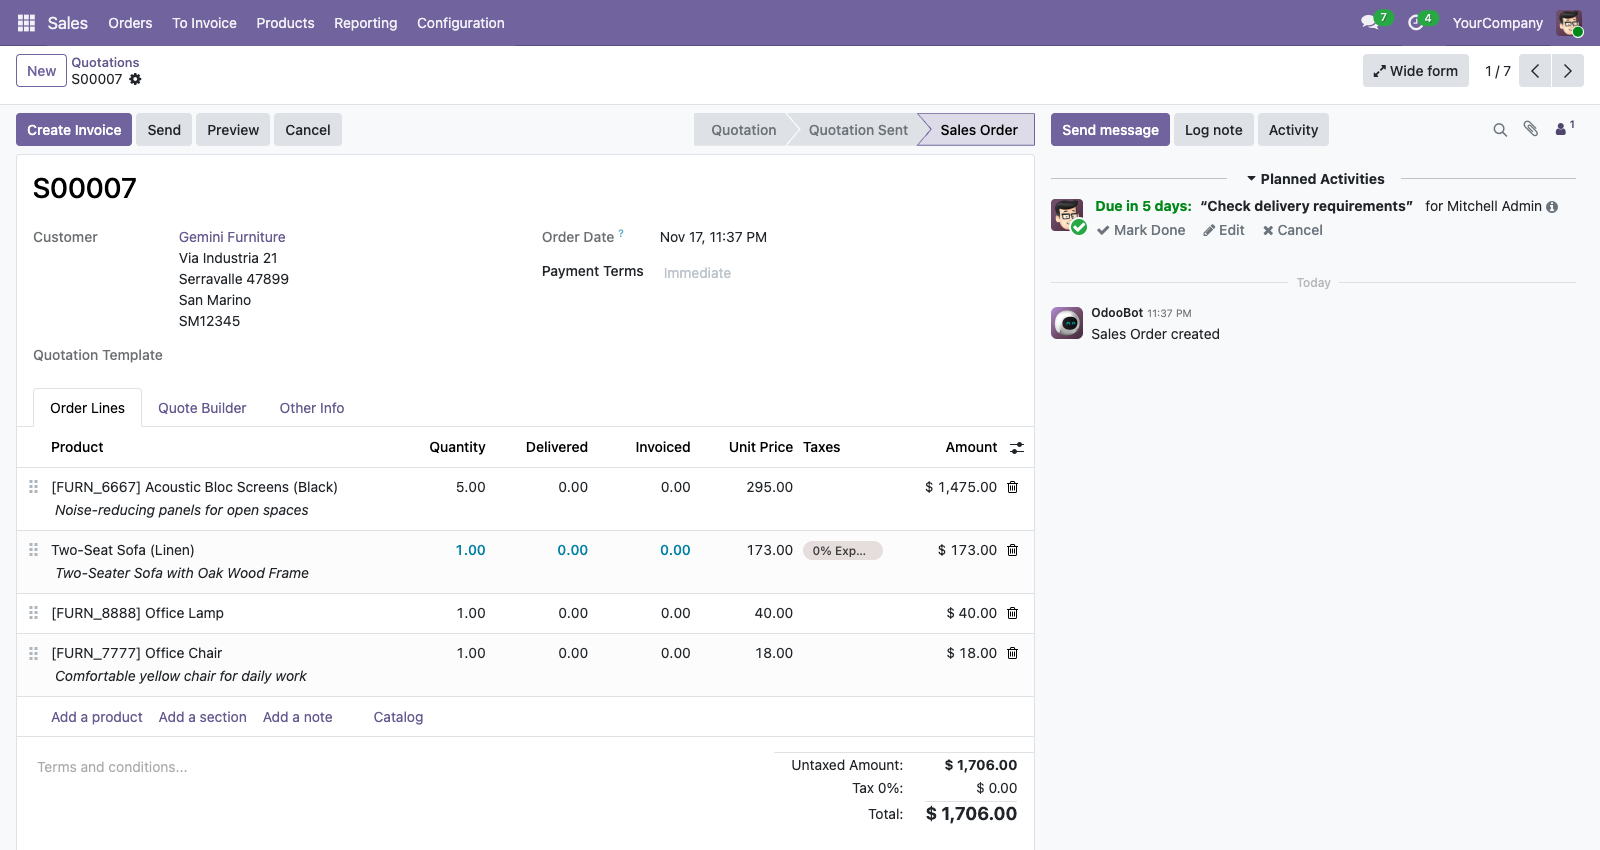 Sales Orders To Invoice Products Reporting Configuration 7 4 YourCompany
New Quotations
S00007
Wide form 1 / 7
Create Invoice Send Preview Cancel Quotation Quotation Sent Sales Order
Send message Log note Activity 1
S00007
Customer Gemini Furniture
Via Industria 21
Serravalle 47899
San Marino
SM12345
Order Date ? Nov 17, 11:37 PM
Payment Terms Immediate
Quotation Template
Order Lines Quote Builder Other Info
Product Quantity Delivered Invoiced Unit Price Taxes Amount
[FURN_6667] Acoustic Bloc Screens (Black) 5.00 0.00 0.00 295.00 $ 1,475.00
Noise-reducing panels for open spaces
Two-Seat Sofa (Linen) 1.00 0.00 0.00 173.00 0% Exp... $ 173.00
Two-Seater Sofa with Oak Wood Frame
[FURN_8888] Office Lamp 1.00 0.00 0.00 40.00 $ 40.00
[FURN_7777] Office Chair 1.00 0.00 0.00 18.00 $ 18.00
Comfortable yellow chair for daily work
Add a product Add a section Add a note Catalog
Terms and conditions...
Untaxed Amount: $ 1,706.00
Tax 0%: $ 0.00
Total: $ 1,706.00
Planned Activities
Due in 5 days: “Check delivery requirements” for Mitchell Admin
Mark Done Edit Cancel
Today
OdooBot 11:37 PM
Sales Order created